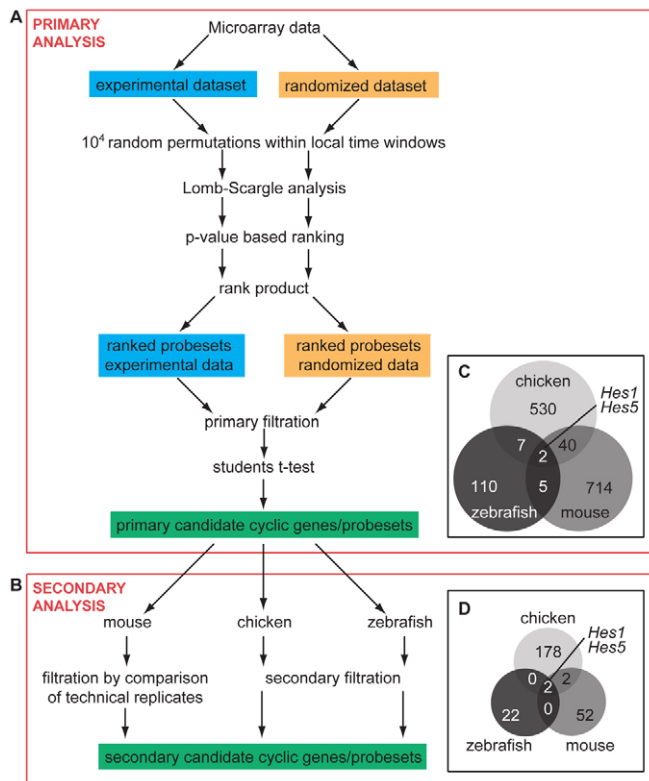 A
PRIMARY
ANALYSIS
Microarray data
experimental dataset
randomized dataset
10⁴ random permutations within local time windows
Lomb-Scargle analysis
p-value based ranking
rank product
ranked probesets
experimental data
ranked probesets
randomized data
primary filtration
students t-test
primary candidate cyclic genes/probesets
C
chicken
Hes1
Hes5
530
7
40
2
110
5
714
zebrafish
mouse
B
SECONDARY
ANALYSIS
mouse
chicken
zebrafish
filtration by comparison
of technical replicates
secondary filtration
secondary candidate cyclic genes/probesets
D
chicken
Hes1
Hes5
178
0
2
2
0
22
52
zebrafish
mouse